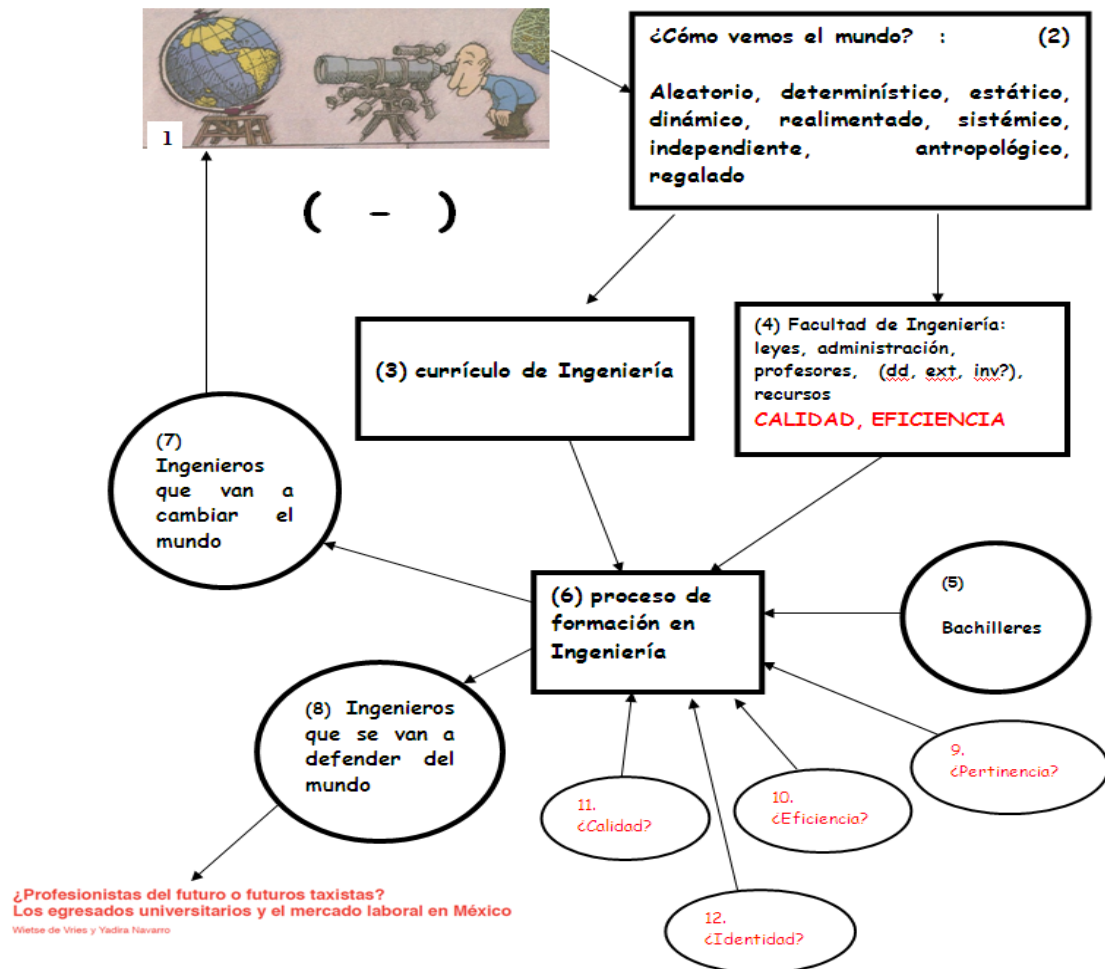 1
¿Cómo vemos el mundo? : (2)
Aleatorio, determinístico, estático,
dinámico, realimentado, sistémico,
independiente, antropológico,
regalado
( - )
(3) currículo de Ingeniería
(4) Facultad de Ingeniería:
leyes, administración,
profesores, (dd, ext, inv?),
recursos
CALIDAD, EFICIENCIA
(7)
Ingenieros
que van a
cambiar el
mundo
(6) proceso de
formación en
Ingeniería
(5)
Bachilleres
(8) Ingenieros
que se van a
defender del
mundo
9.
¿Pertinencia?
10.
¿Eficiencia?
11.
¿Calidad?
12.
¿Identidad?
¿Profesionistas del futuro o futuros taxistas?
Los egresados universitarios y el mercado laboral en México
Wietse de Vries y Yadira Navarro